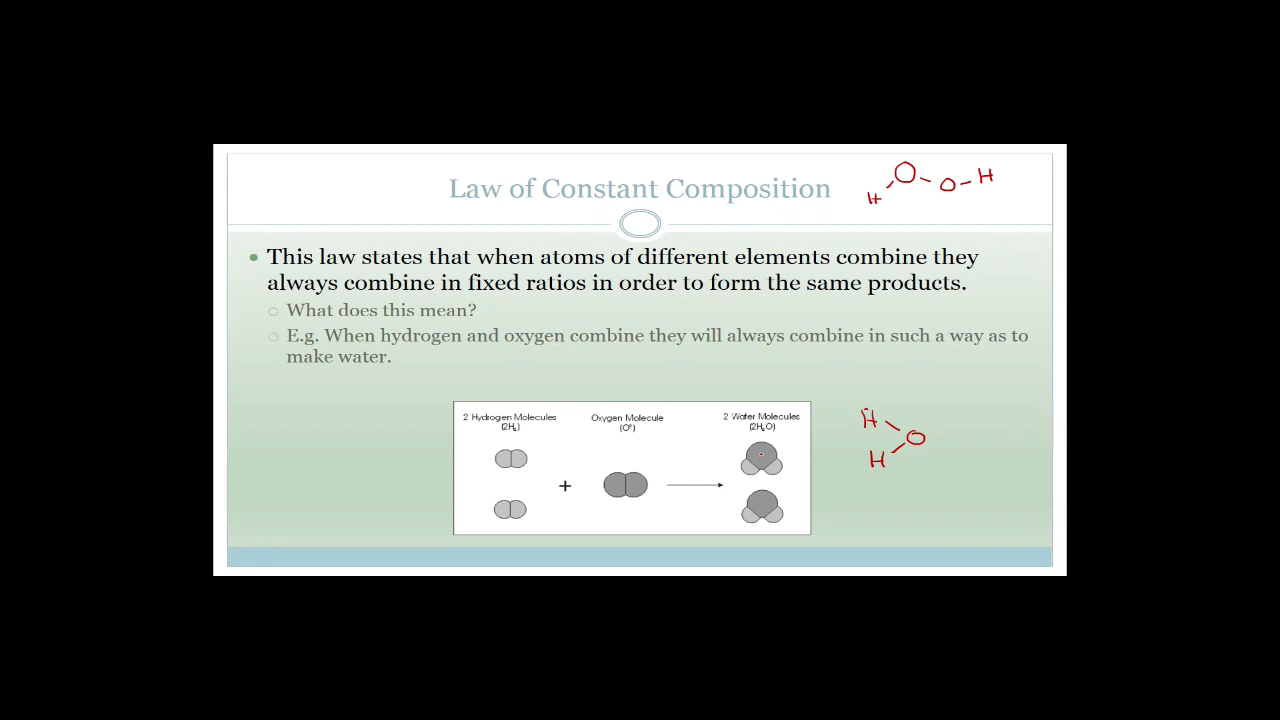 Law of Constant Composition
H O O H
• This law states that when atoms of different elements combine they
always combine in fixed ratios in order to form the same products.
○ What does this mean?
○ E.g. When hydrogen and oxygen combine they will always combine in such a way as to
make water.
2 Hydrogen Molecules
(2H₂)
Oxygen Molecule
+
2 Water Molecules
(2H₂O)
H
O
H